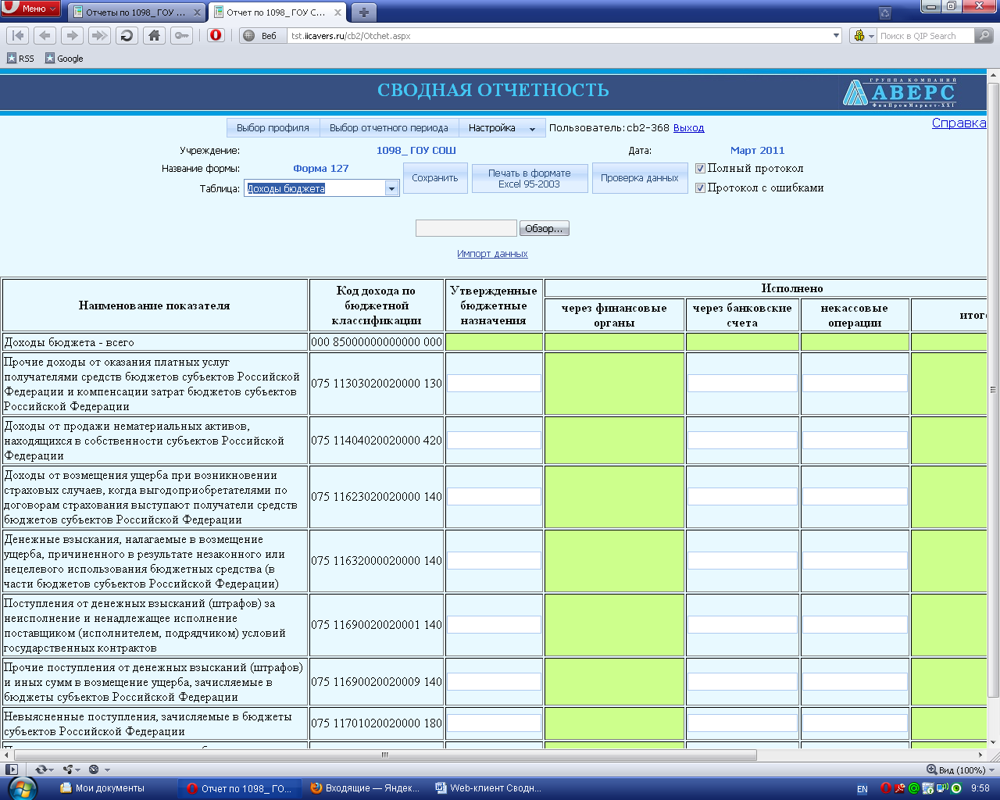 Меню
Отчеты по 1098_ ГОУ ...
Отчет по 1098_ ГОУ С...
Веб
tst.iicavers.ru/cb2/Otchet.aspx
Поиск в QIP Search
RSS
Google
СВОДНАЯ ОТЧЕТНОСТЬ
ГРУППА КОМПАНИЙ
АВЕРС
ФинПромМаркет-XXI
Выбор профиля
Выбор отчетного периода
Настройка
Пользователь:cb2-368 Выход
Справка
Учреждение:
1098_ ГОУ СОШ
Дата:
Март 2011
Название формы:
Форма 127
Сохранить
Печать в формате
Excel 95-2003
Проверка данных
Полный протокол
Таблица:
Доходы бюджета
Протокол с ошибками
Обзор...
Импорт данных
Наименование показателя
Код дохода по
бюджетной
классификации
Утвержденные
бюджетные
назначения
Исполнено
через финансовые
органы
через банковские
счета
некассовые
операции
итог
Доходы бюджета - всего
000 85000000000000 000
Прочие доходы от оказания платных услуг
получателями средств бюджетов субъектов Российской
Федерации и компенсации затрат бюджетов субъектов
Российской Федерации
075 11303020020000 130
Доходы от продажи нематериальных активов,
находящихся в собственности субъектов Российской
Федерации
075 11404020020000 420
Доходы от возмещения ущерба при возникновении
страховых случаев, когда выгодоприобретателями по
договорам страхования выступают получатели средств
бюджетов субъектов Российской Федерации
075 11623020020000 140
Денежные взыскания, налагаемые в возмещение
ущерба, причиненного в результате незаконного или
нецелевого использования бюджетных средства (в
части бюджетов субъектов Российской Федерации)
075 11632000020000 140
Поступления от денежных взысканий (штрафов) за
неисполнение и ненадлежащее исполнение
поставщиком (исполнителем, подрядчиком) условий
государственных контрактов
075 11690020020001 140
Прочие поступления от денежных взысканий (штрафов)
и иных сумм в возмещение ущерба, зачисляемые в
бюджеты субъектов Российской Федерации
075 11690020020009 140
Невыясненные поступления, зачисляемые в бюджеты
субъектов Российской Федерации
075 11701020020000 180
Вид (100%)
Мои документы
Отчет по 1098_ ГО...
Входящие — Яндек...
Web-клиент Сводн...
EN
9:58